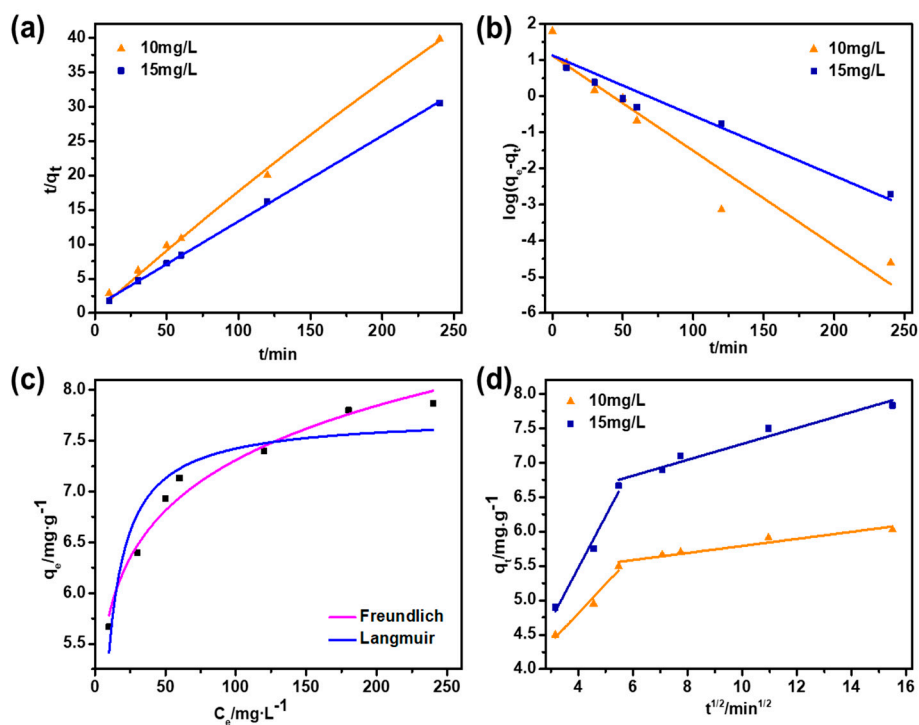 (a)
10mg/L
15mg/L
t/qt
40
35
30
25
20
15
10
5
0
0 50 100 150 200 250
t/min
(b)
10mg/L
15mg/L
log(qe-qt)
2
1
0
-1
-2
-3
-4
-5
-6
0 50 100 150 200 250
t/min
(c)
qe/mg·g-1
8.0
7.5
7.0
6.5
6.0
5.5
Freundlich
Langmuir
0 50 100 150 200 250
Ce/mg·L-1
(d)
10mg/L
15mg/L
qt/mg.g-1
8.0
7.5
7.0
6.5
6.0
5.5
5.0
4.5
4.0
4 6 8 10 12 14 16
t1/2/min1/2